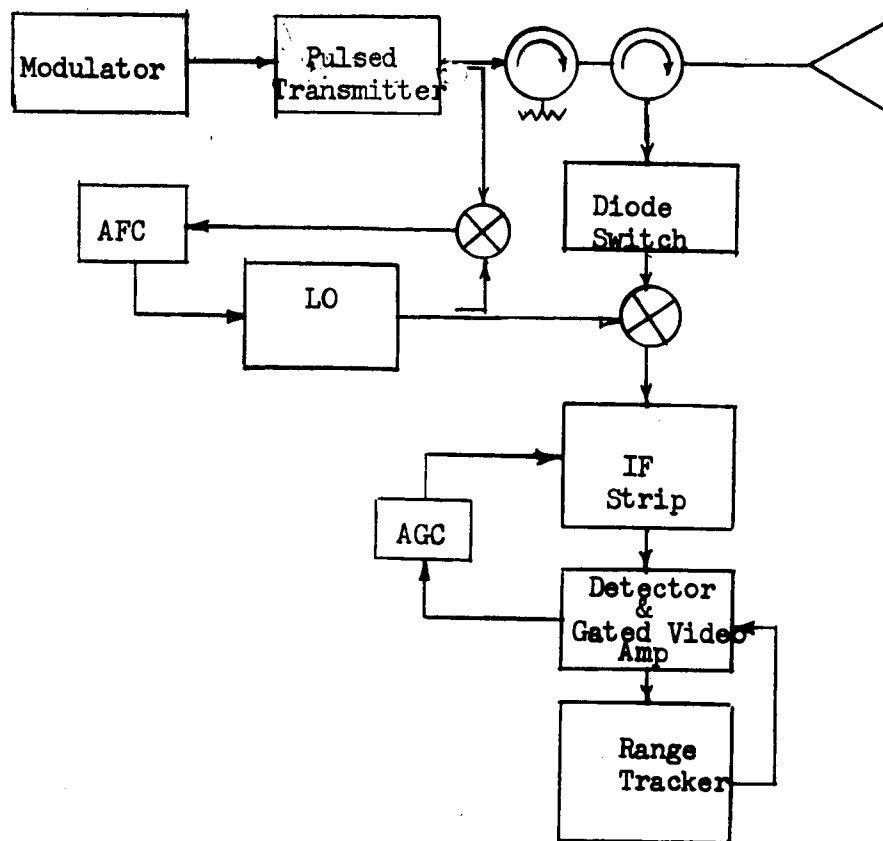 Modulator
Pulsed
Transmitter
AFC
LO
Diode
Switch
IF
Strip
AGC
Detector
&
Gated Video
Amp
Range
Tracker